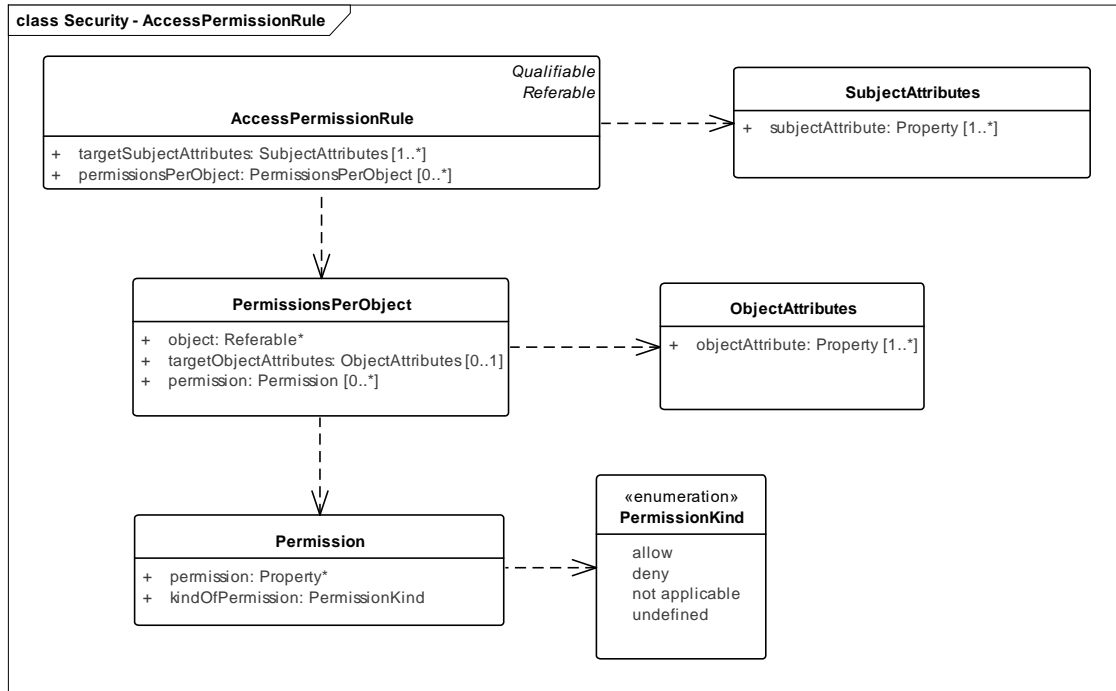 class Security - AccessPermissionRule
Qualifiable
Referable
AccessPermissionRule
+ targetSubjectAttributes: SubjectAttributes [1..*]
+ permissionsPerObject: PermissionsPerObject [0..*]
SubjectAttributes
+ subjectAttribute: Property [1..*]
PermissionsPerObject
+ object: Referable*
+ targetObjectAttributes: ObjectAttributes [0..1]
+ permission: Permission [0..*]
ObjectAttributes
+ objectAttribute: Property [1..*]
Permission
+ permission: Property*
+ kindOfPermission: PermissionKind
«enumeration»
PermissionKind
allow
deny
not applicable
undefined